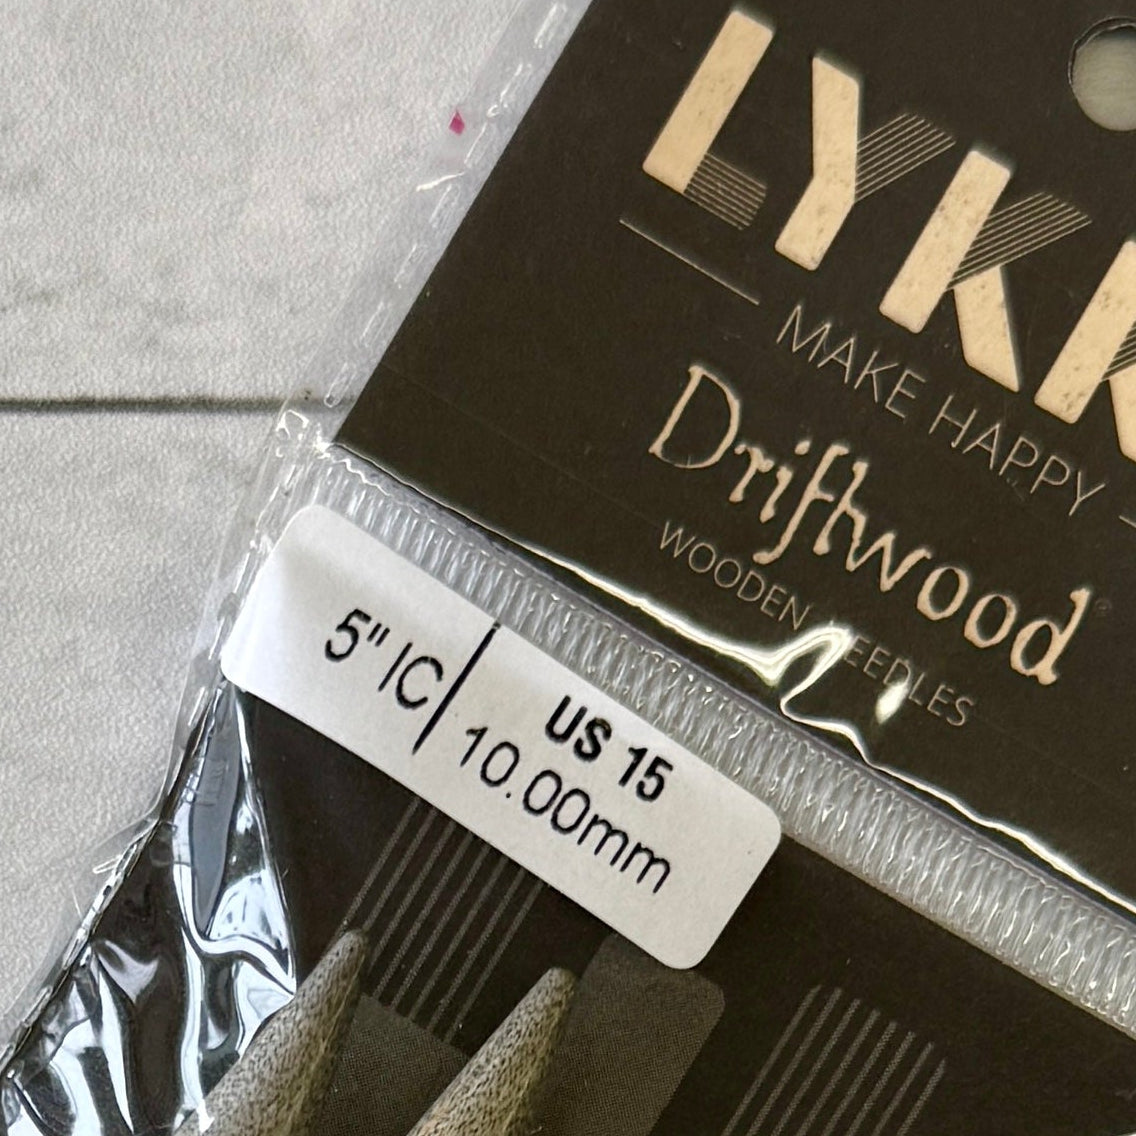 LYKK
MAKE HAPPY
Driftwood
WOODEN NEEDLES
5" IC
US 15
10.00mm